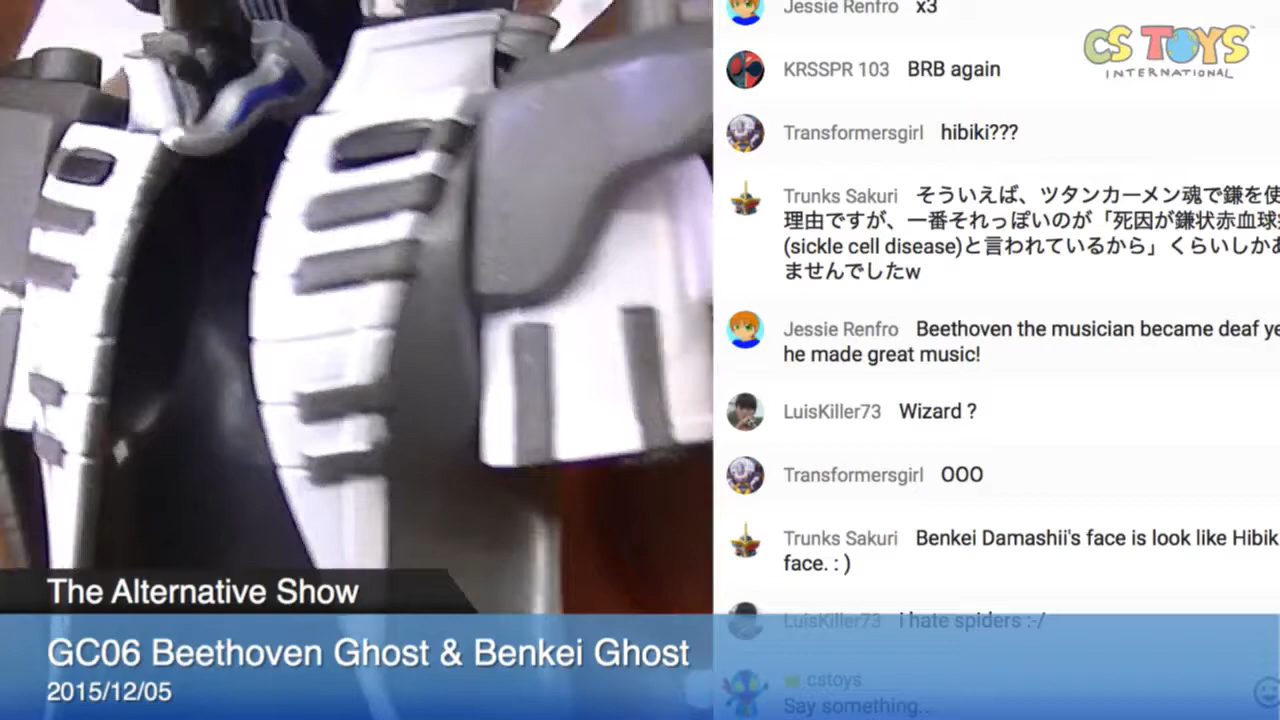 Jessie Renfro x3
CS TOYS
INTERNATIONAL
KRSSPR 103 BRB again
Transformersgirl hibiki???
Trunks Sakuri そういえば、ツタンカーメン魂で鎌を使
理由ですが、一番それっぽいのが「死因が鎌状赤血球
(sickle cell disease)と言われているから」くらいしかあ
ませんでしたw
Jessie Renfro Beethoven the musician became deaf ye
he made great music!
LuisKiller73 Wizard ?
Transformersgirl OOO
Trunks Sakuri Benkei Damashii's face is look like Hibik
face. : )
LuisKiller73 i hate spiders :-/
cstoys
Say something...
The Alternative Show
GC06 Beethoven Ghost & Benkei Ghost
2015/12/05